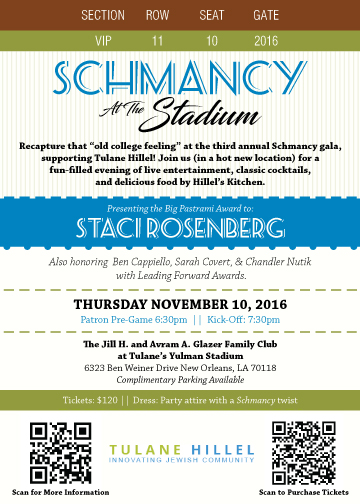 SECTION ROW SEAT GATE
VIP 11 10 2016
SCHMANCY
At The Stadium
Recapture that “old college feeling” at the third annual Schmancy gala,
supporting Tulane Hillel! Join us (in a hot new location) for a
fun-filled evening of live entertainment, classic cocktails,
and delicious food by Hillel's Kitchen.
Presenting the Big Pastrami Award to:
STACI ROSENBERG
Also honoring Ben Cappiello, Sarah Covert, & Chandler Nutik
with Leading Forward Awards.
THURSDAY NOVEMBER 10, 2016
Patron Pre-Game 6:30pm || Kick-Off: 7:30pm
The Jill H. and Avram A. Glazer Family Club
at Tulane's Yulman Stadium
6323 Ben Weiner Drive New Orleans, LA 70118
Complimentary Parking Available
Tickets: $120 || Dress: Party attire with a Schmancy twist
TULANE HILLEL
INNOVATING JEWISH COMMUNITY
Scan for More Information
Scan to Purchase Tickets